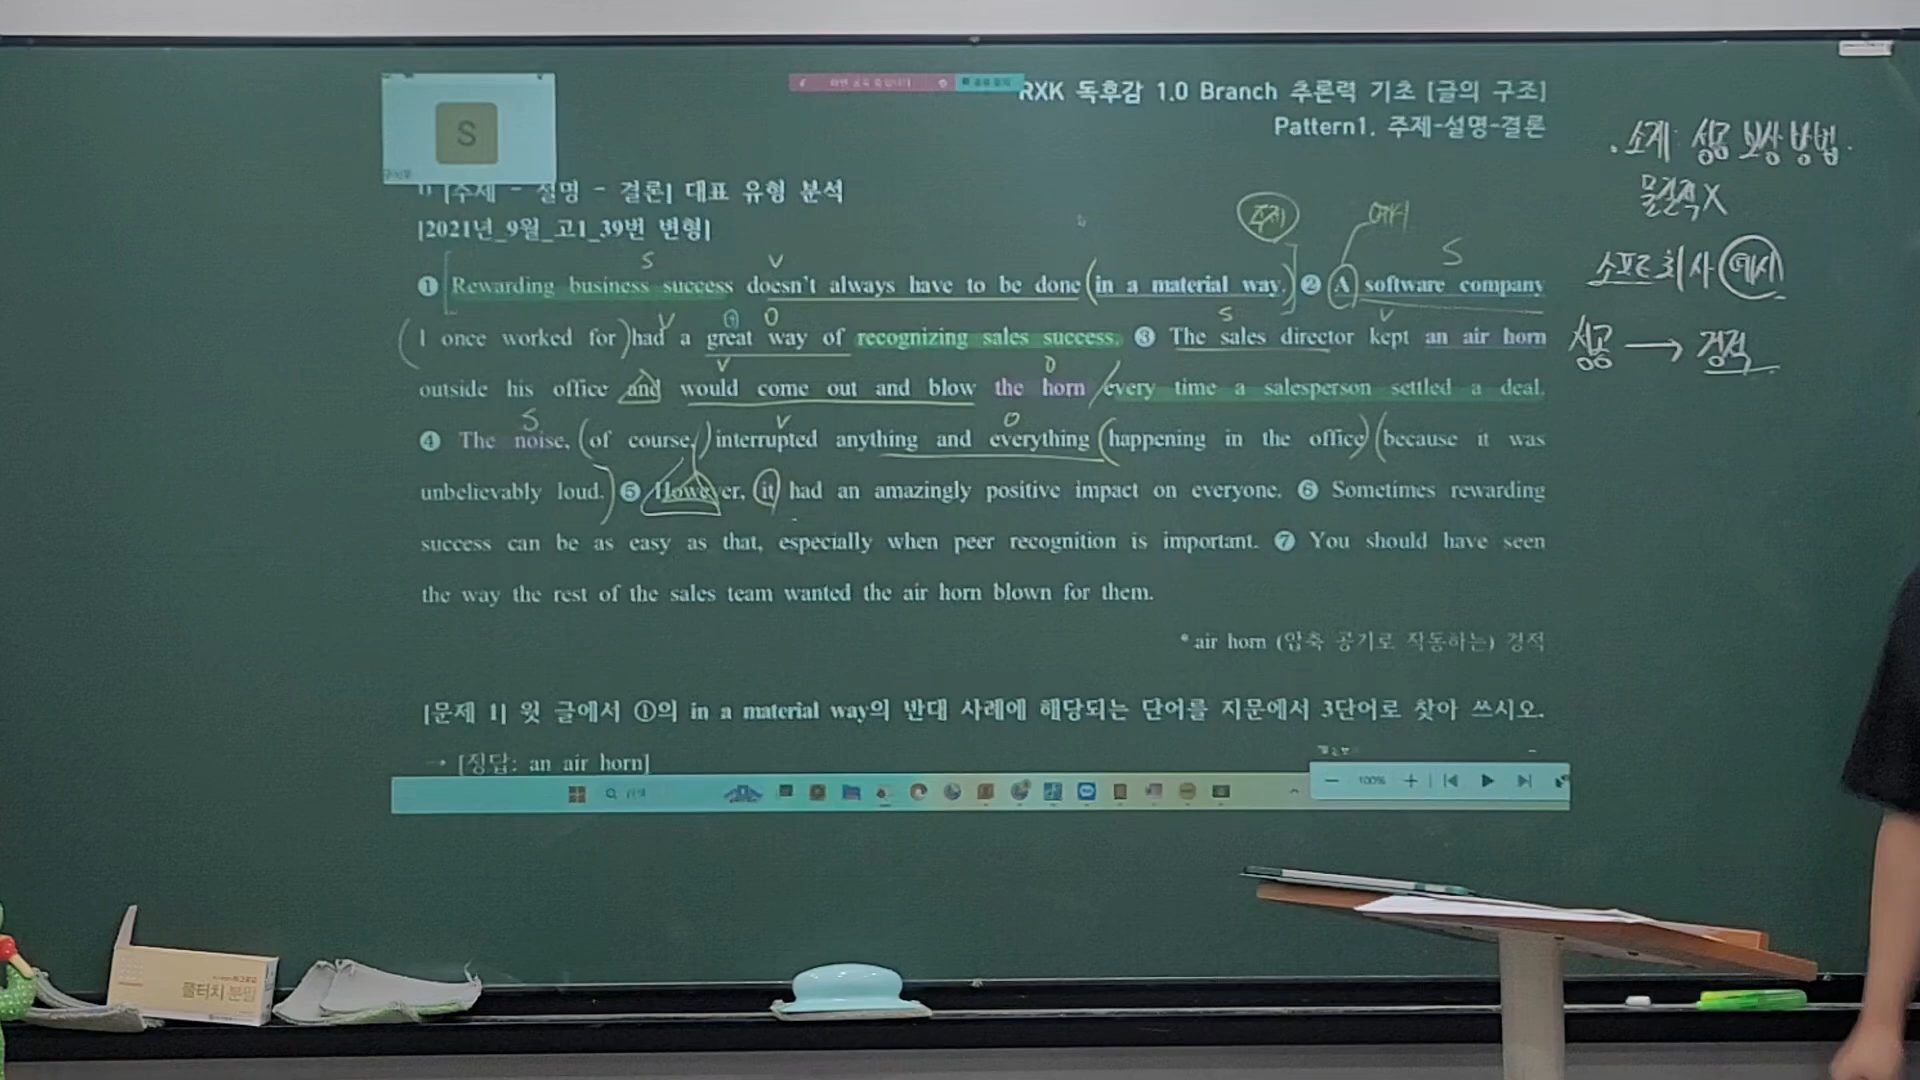 RXK 독후감 1.0 Branch 추론력 기초 [글의 구조]
Pattern1. 주제-설명-결론
S
[주제 - 설명 - 결론] 대표 유형 분석
[2021년_9월_고1_39번 변형]
주제 예시
S V S
❶ Rewarding business success doesn't always have to be done (in a material way.] ❷ A software company
V + O S V
(I once worked for) had a great way of recognizing sales success. ❸ The sales director kept an air horn
V O
outside his office and would come out and blow the horn / every time a salesperson settled a deal.
S V O
❹ The noise, (of course,) interrupted anything and everything (happening in the office) (because it was
unbelievably loud.) ❺ However, it had an amazingly positive impact on everyone. ❻ Sometimes rewarding
success can be as easy as that, especially when peer recognition is important. ❼ You should have seen
the way the rest of the sales team wanted the air horn blown for them.
* air horn (압축 공기로 작동하는) 경적
[문제 1] 윗 글에서 ①의 in a material way의 반대 사례에 해당되는 단어를 지문에서 3단어로 찾아 쓰시오.
→ [정답: an air horn]
100%
· 소재: 성공 보상 방법.
물질적X
소프트회사 예시
성공 → 경적
풀터치 분필